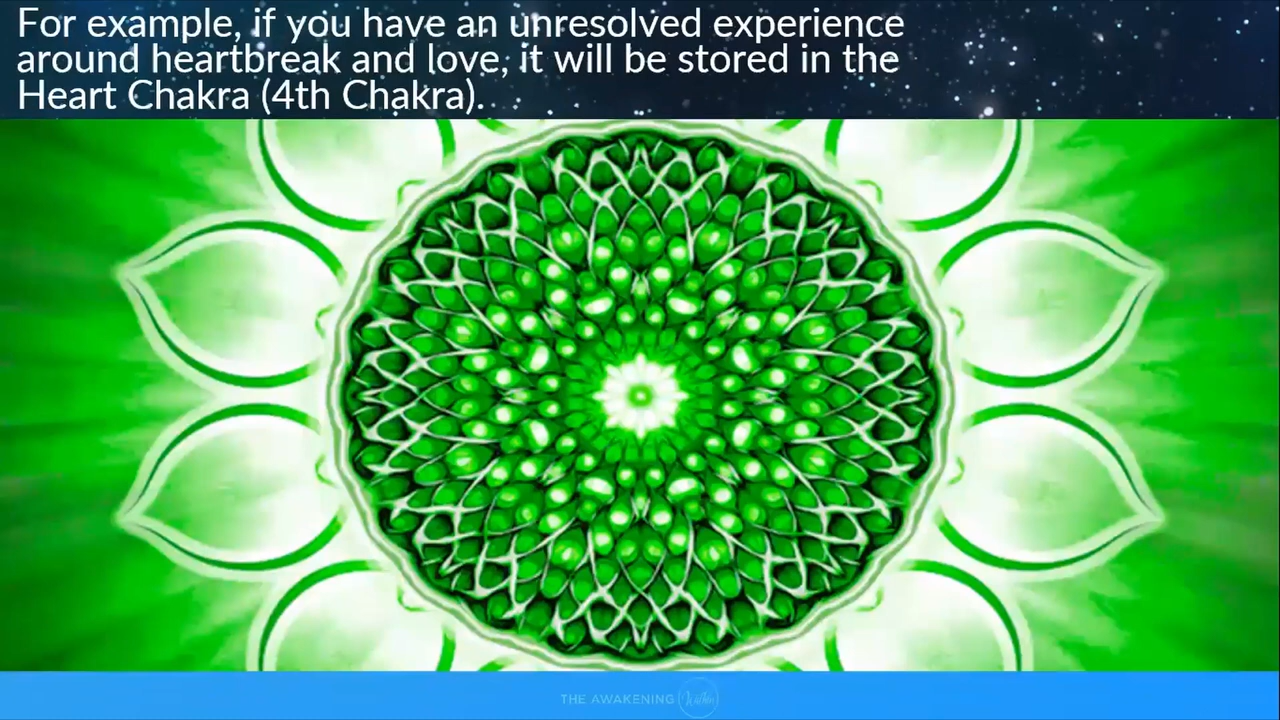 For example, if you have an unresolved experience
around heartbreak and love, it will be stored in the
Heart Chakra (4th Chakra).
THE AWAKENING Within